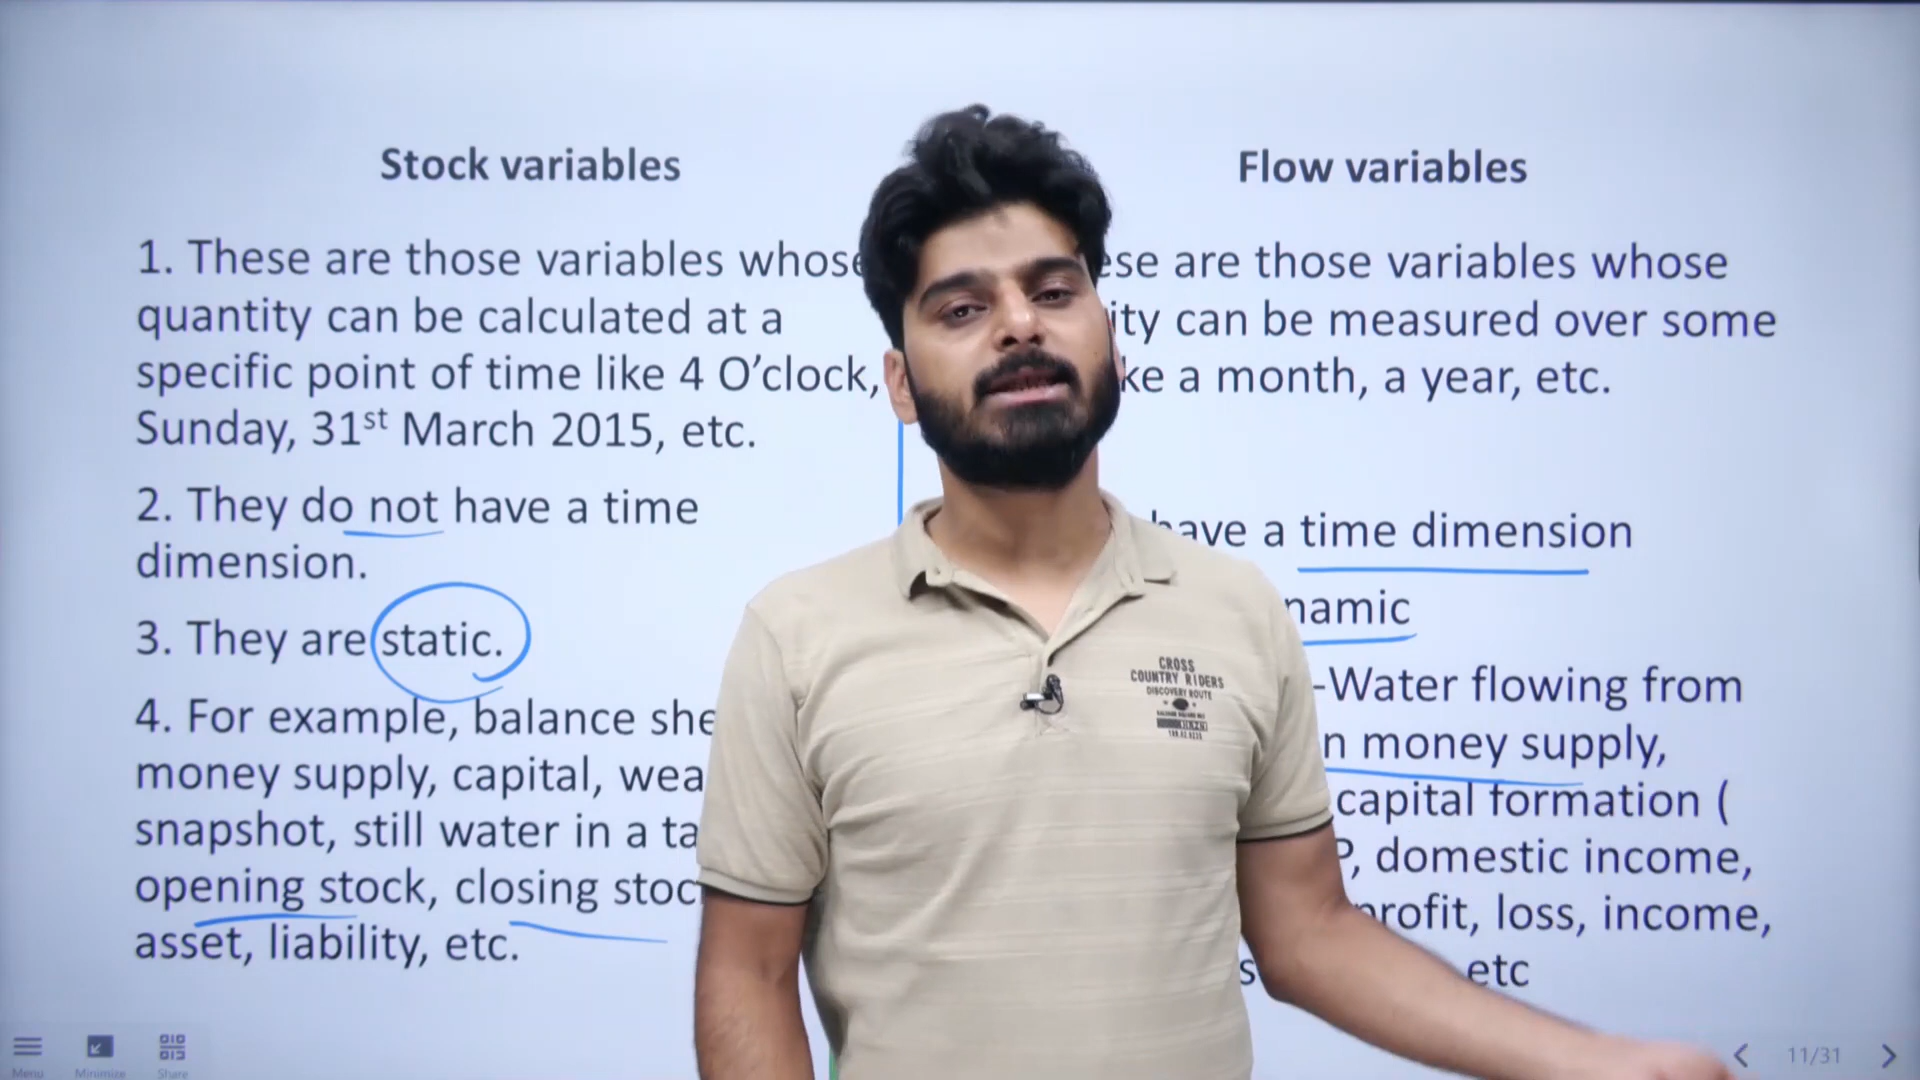 Stock variables
1. These are those variables whose
quantity can be calculated at a
specific point of time like 4 O’clock,
Sunday, 31st March 2015, etc.
2. They do not have a time
dimension.
3. They are static.
4. For example, balance she
money supply, capital, wea
snapshot, still water in a ta
opening stock, closing stoc
asset, liability, etc.
Flow variables
ese are those variables whose
ity can be measured over some
ke a month, a year, etc.
have a time dimension
namic
-Water flowing from
n money supply,
capital formation (
P, domestic income,
profit, loss, income,
s etc
CROSS
COUNTRY RIDERS
DISCOVERY ROUTE
Menu
Minimize
Share
11/31